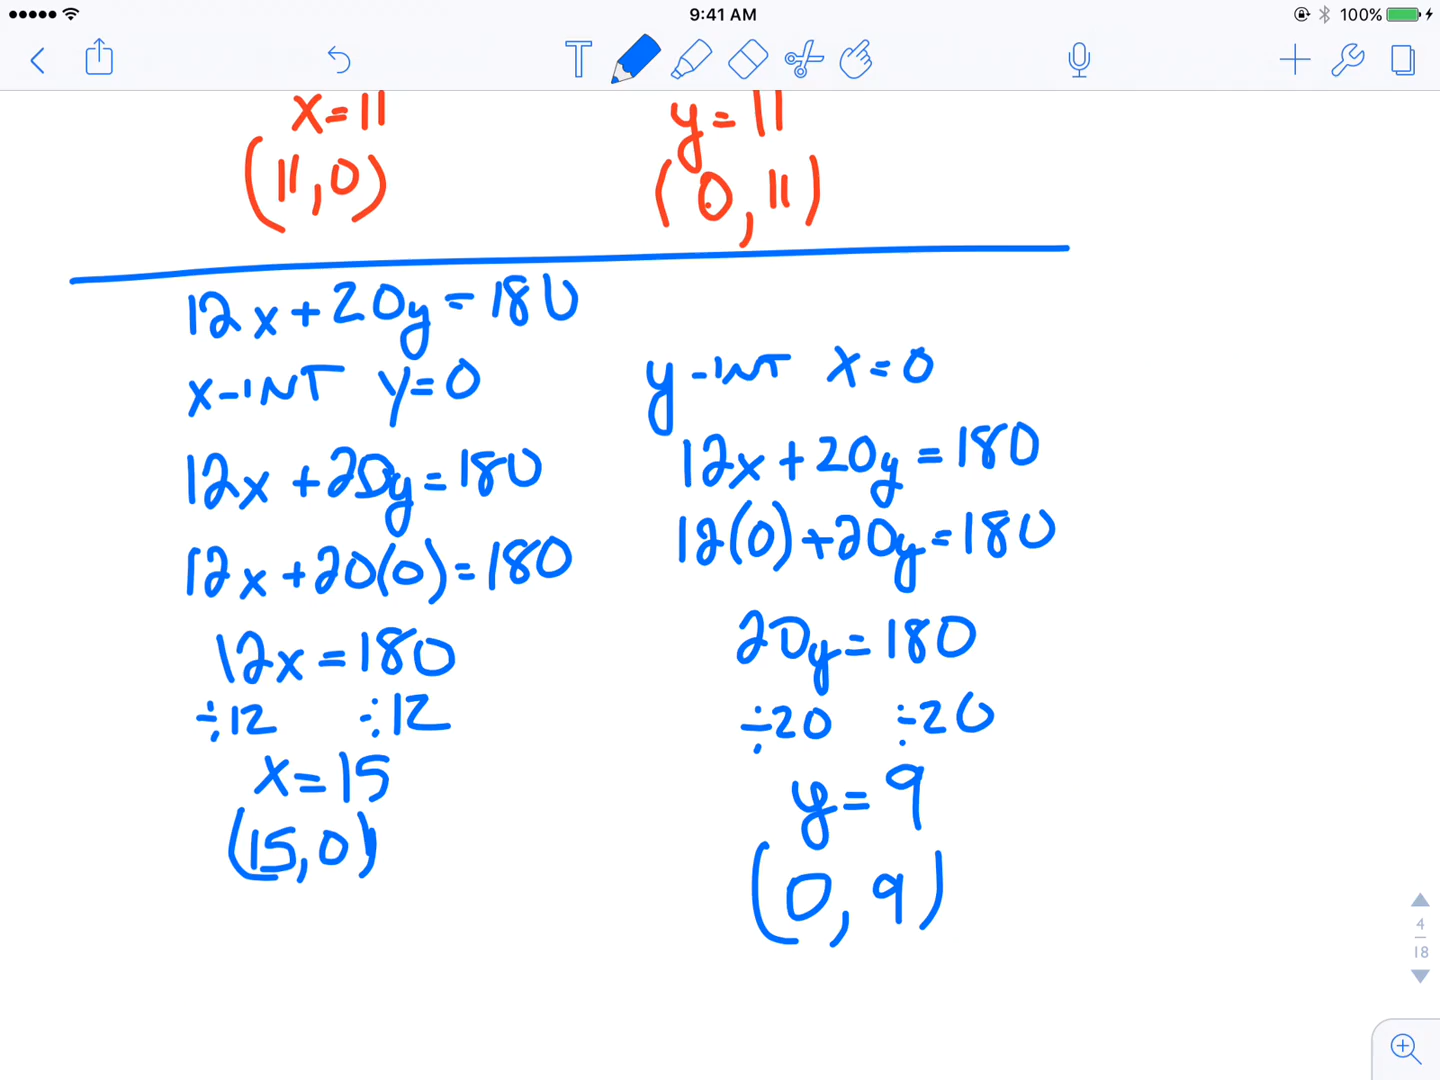 9:41 AM
100%
T
x=11
y=11
(11,0)
(0,11)
12x+20y=180
x-INT y=0
12x+20y=180
12x+20(0)=180
12x=180
÷12 ÷12
x=15
(15,0)
y-INT x=0
12x+20y=180
12(0)+20y=180
20y=180
÷20 ÷20
y=9
(0,9)
4
18